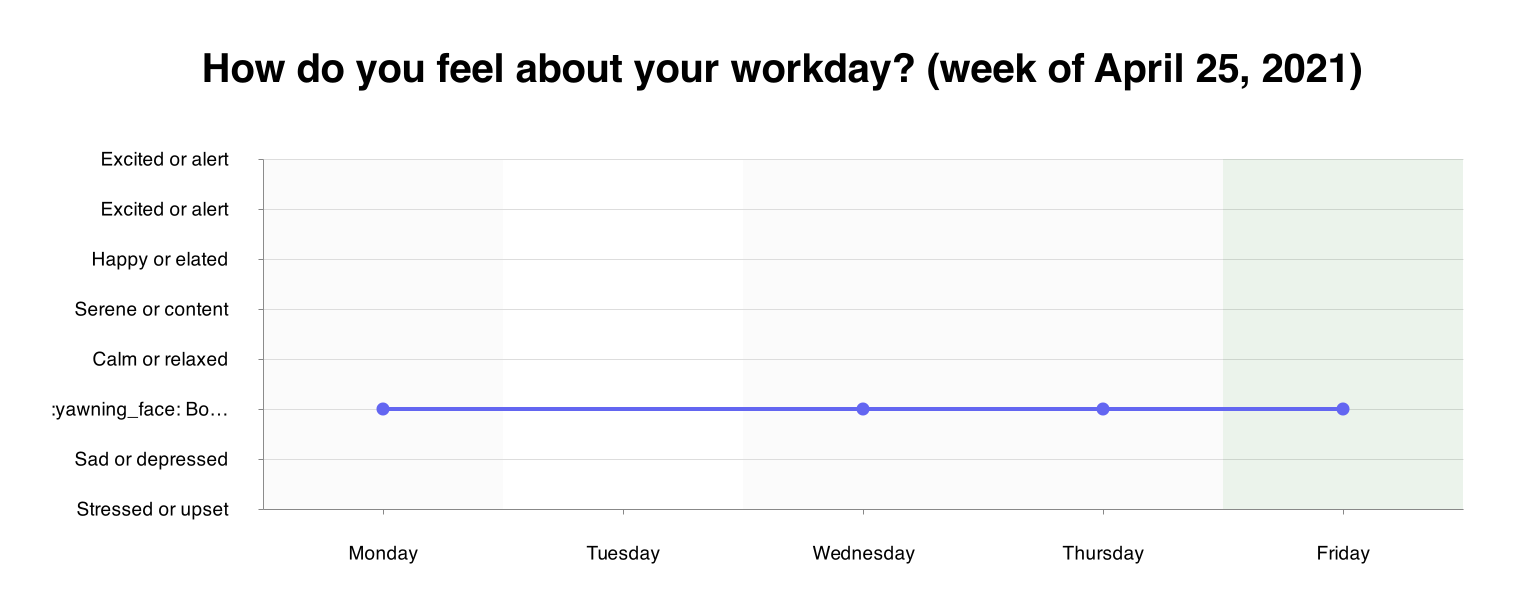 How do you feel about your workday? (week of April 25, 2021)
Excited or alert
Excited or alert
Happy or elated
Serene or content
Calm or relaxed
:yawning_face: Bo…
Sad or depressed
Stressed or upset
Monday Tuesday Wednesday Thursday Friday